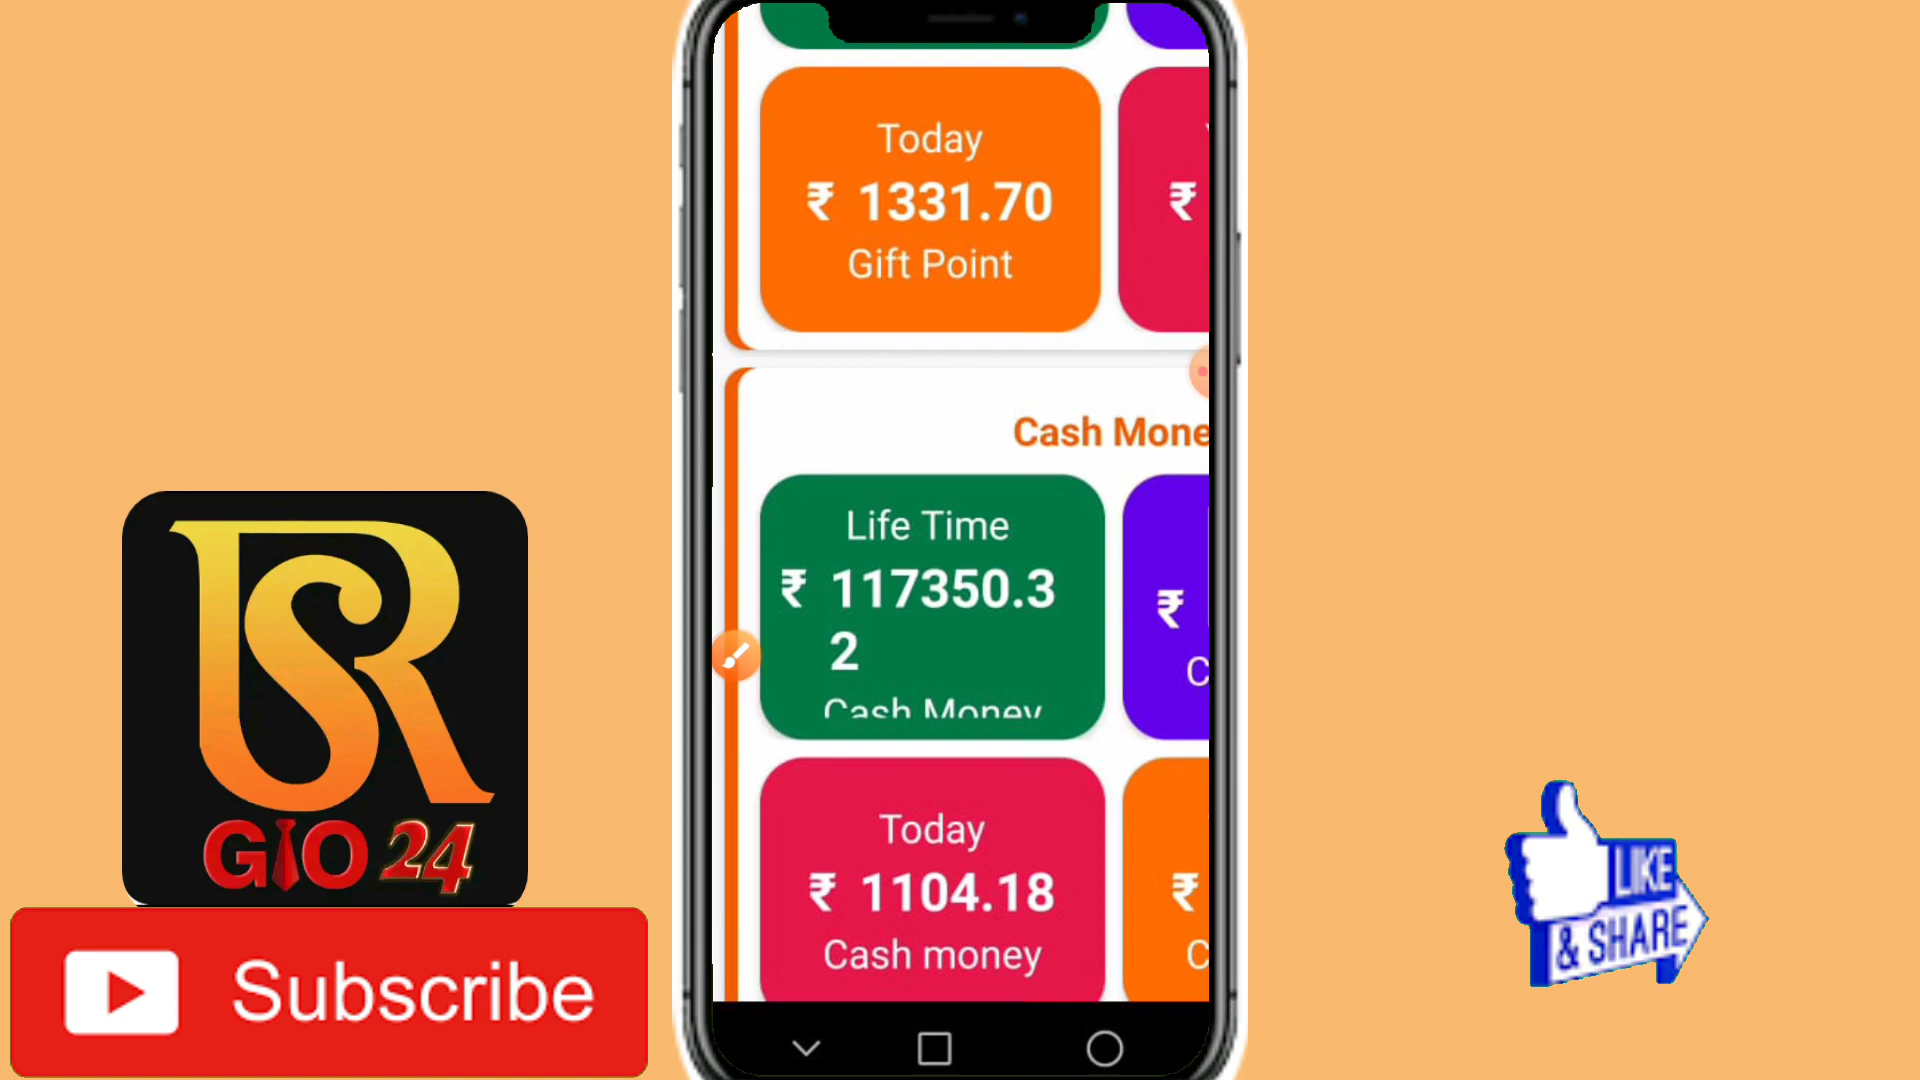 Today
₹ 1331.70
Gift Point
₹
Cash Mone
Life Time
₹ 117350.3
2
Cash Money
₹
C
Today
₹ 1104.18
Cash money
₹
C
SR
GIO 24
Subscribe
LIKE
& SHARE